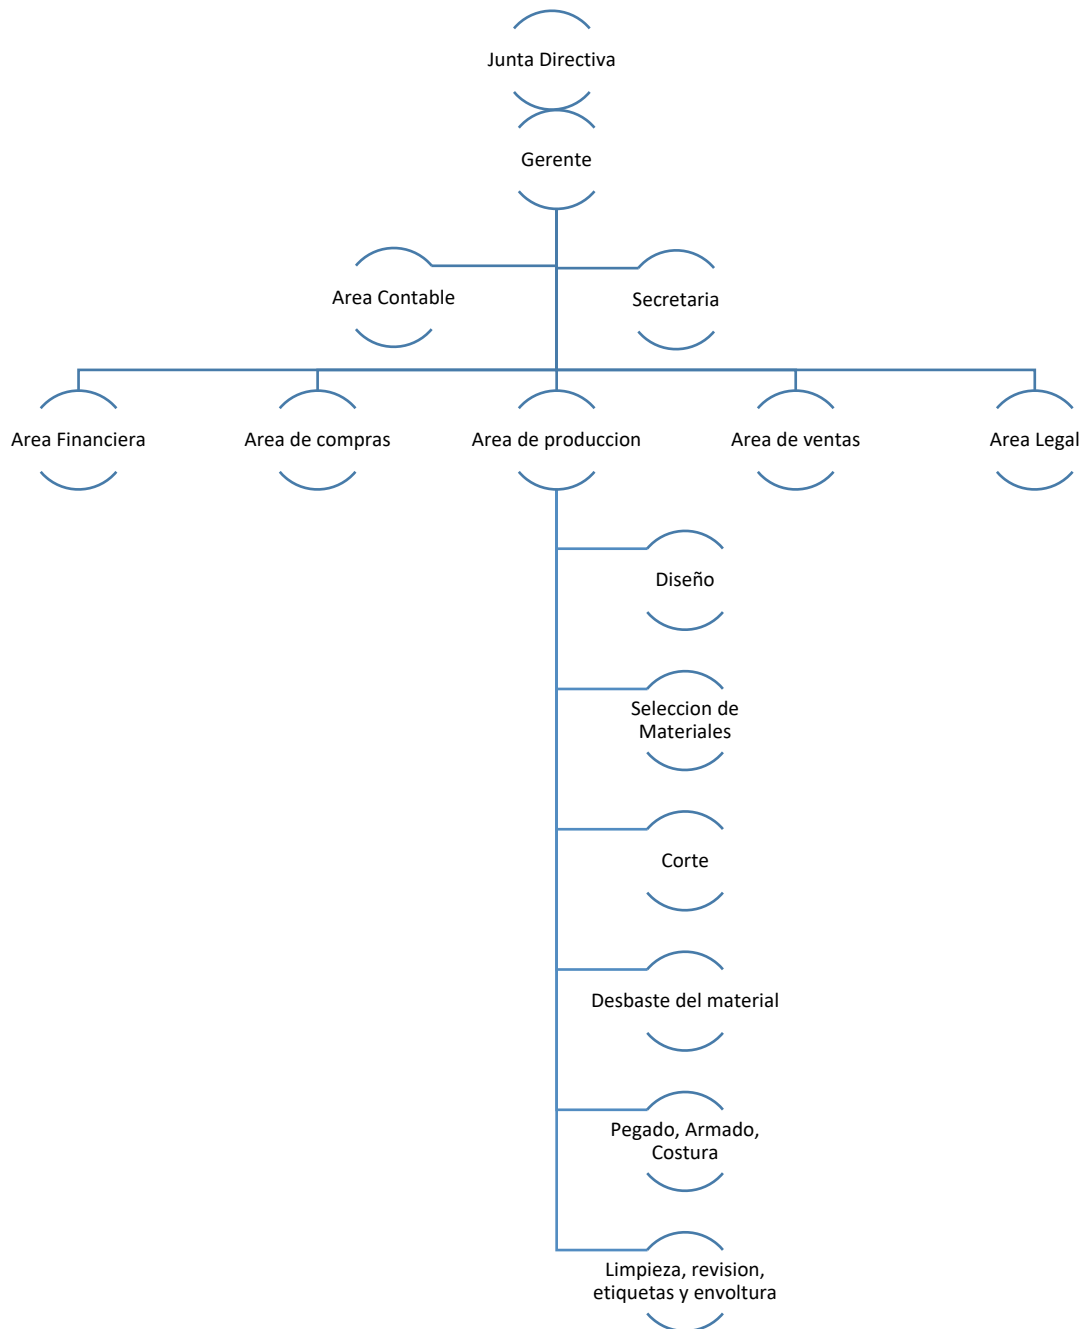 Junta Directiva
Gerente
Area Contable
Secretaria
Area Financiera
Area de compras
Area de produccion
Area de ventas
Area Legal
Diseño
Seleccion de
Materiales
Corte
Desbaste del material
Pegado, Armado,
Costura
Limpieza, revision,
etiquetas y envoltura